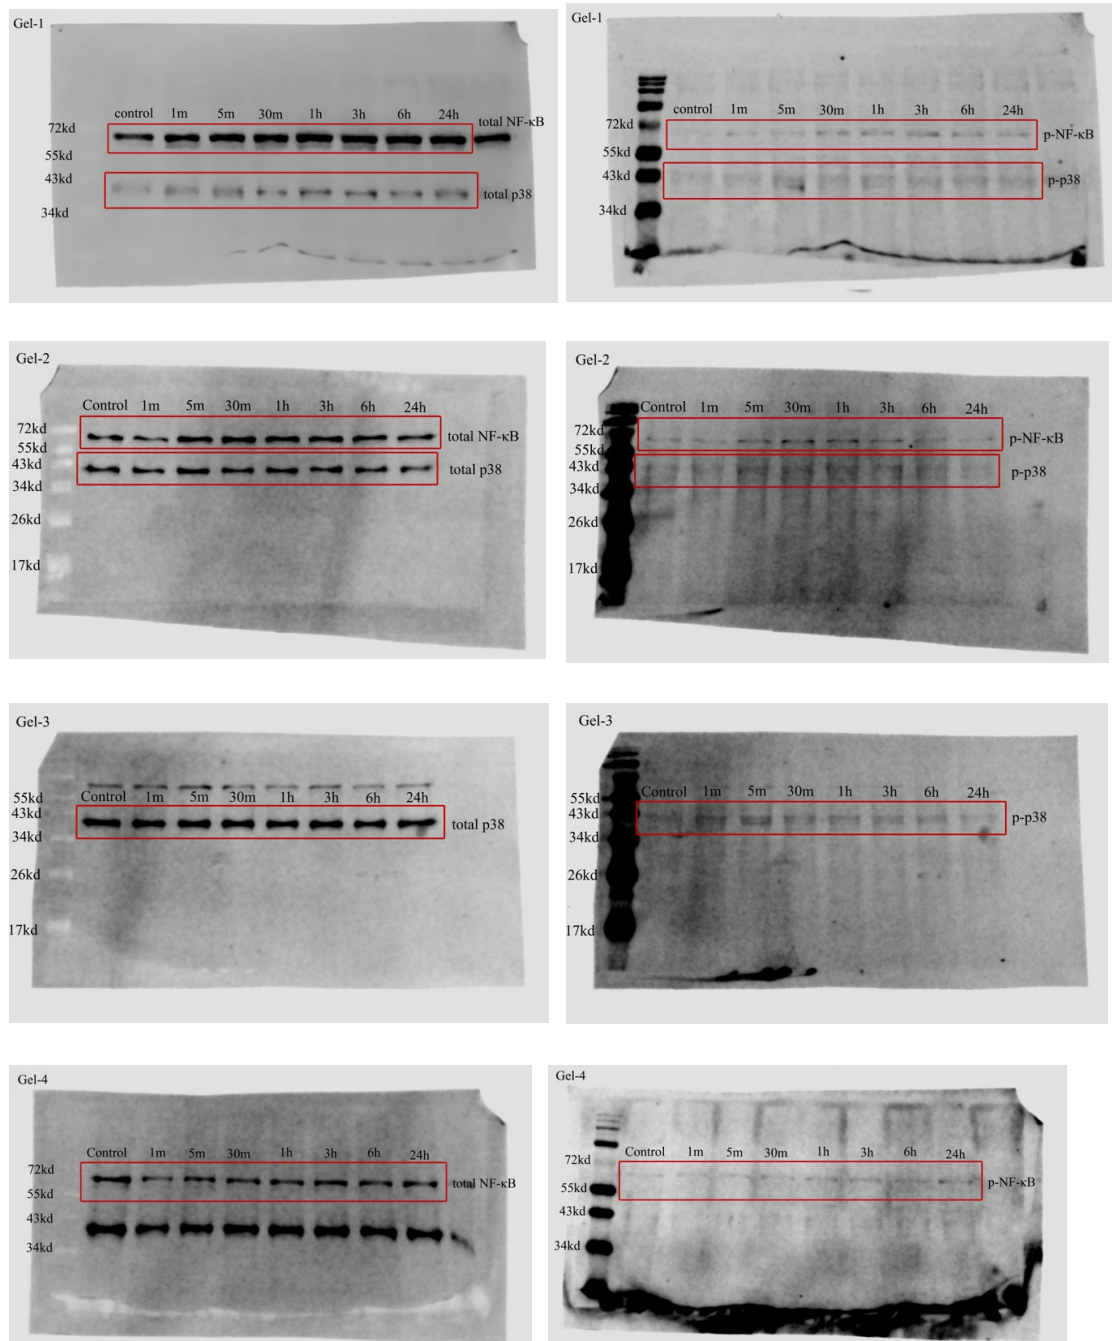 Gel-1
control 1m 5m 30m 1h 3h 6h 24h
total NF-κB
72kd
55kd
43kd
total p38
34kd
Gel-1
control 1m 5m 30m 1h 3h 6h 24h
72kd
p-NF-κB
55kd
43kd
p-p38
34kd
Gel-2
Control 1m 5m 30m 1h 3h 6h 24h
72kd
total NF-κB
55kd
43kd
total p38
34kd
26kd
17kd
Gel-2
Control 1m 5m 30m 1h 3h 6h 24h
72kd
p-NF-κB
55kd
43kd
p-p38
34kd
26kd
17kd
Gel-3
Control 1m 5m 30m 1h 3h 6h 24h
55kd
43kd
total p38
34kd
26kd
17kd
Gel-3
Control 1m 5m 30m 1h 3h 6h 24h
55kd
43kd
p-p38
34kd
26kd
17kd
Gel-4
Control 1m 5m 30m 1h 3h 6h 24h
72kd
total NF-κB
55kd
43kd
34kd
Gel-4
Control 1m 5m 30m 1h 3h 6h 24h
72kd
p-NF-κB
55kd
43kd
34kd